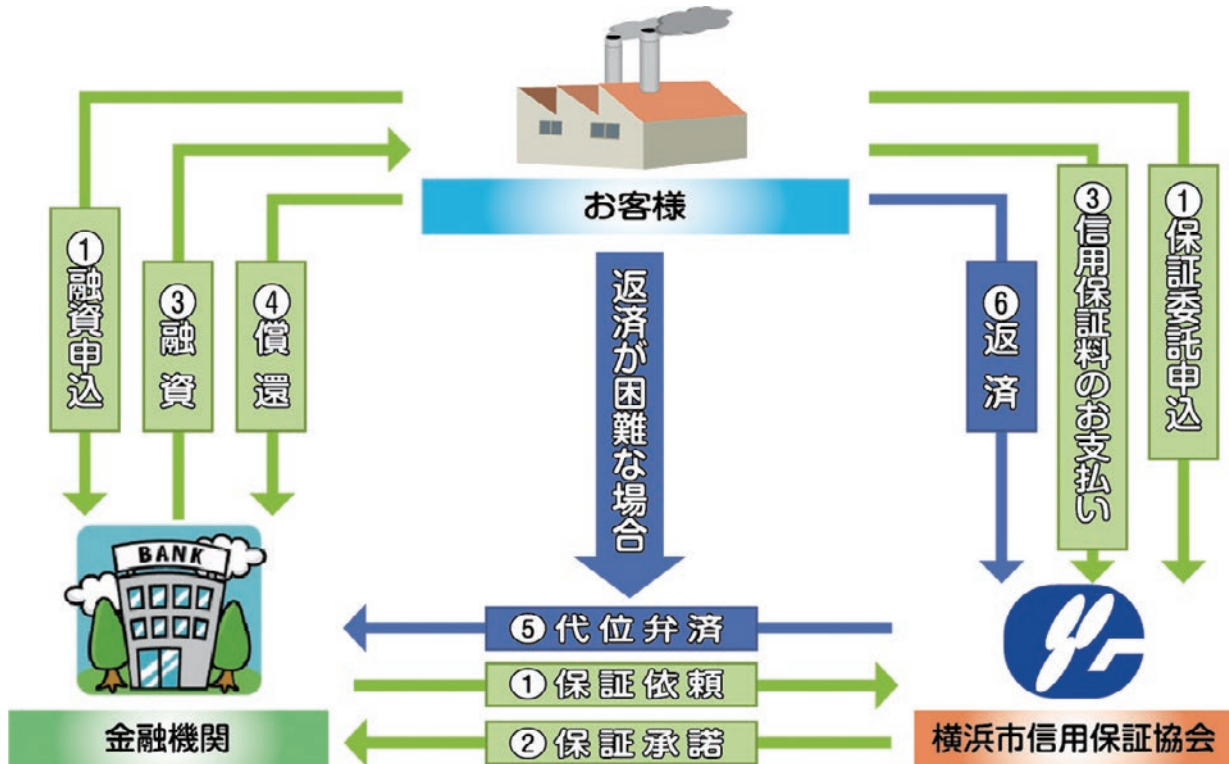 お客様
①融資申込
③融資
④償還
返済が困難な場合
⑥返済
③信用保証料のお支払い
①保証委託申込
BANK
⑤代位弁済
①保証依頼
②保証承諾
金融機関
横浜市信用保証協会